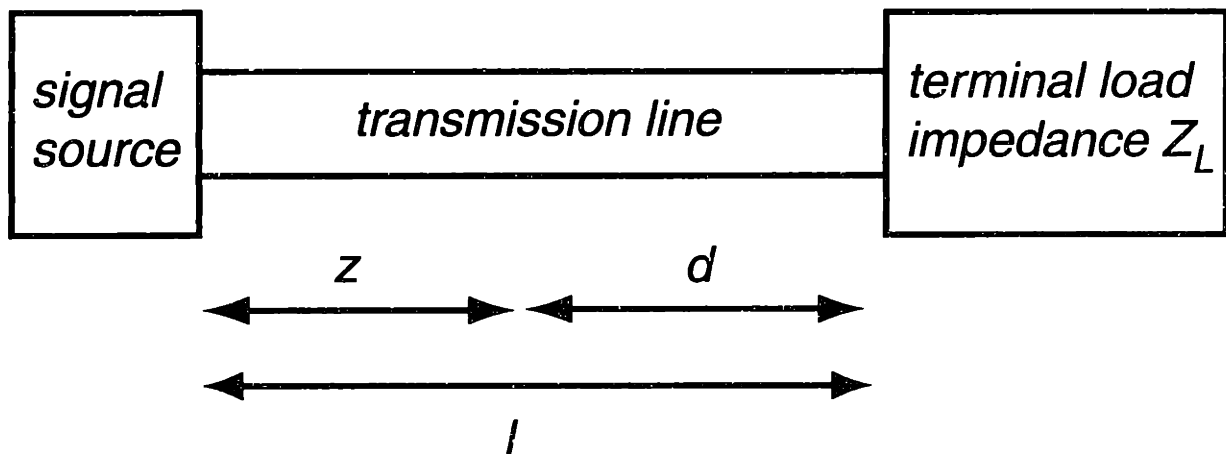 signal
source
transmission line
terminal load
impedance Z_L
z
d
l